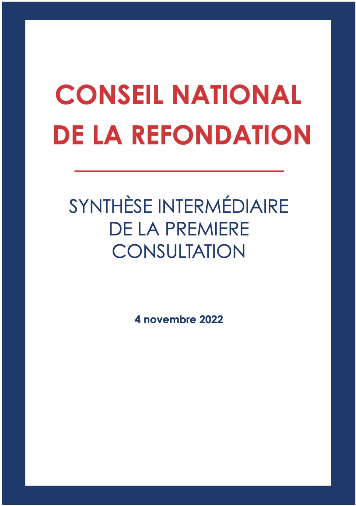 CONSEIL NATIONAL
DE LA REFONDATION
SYNTHÈSE INTERMÉDIAIRE
DE LA PREMIERE
CONSULTATION
4 novembre 2022